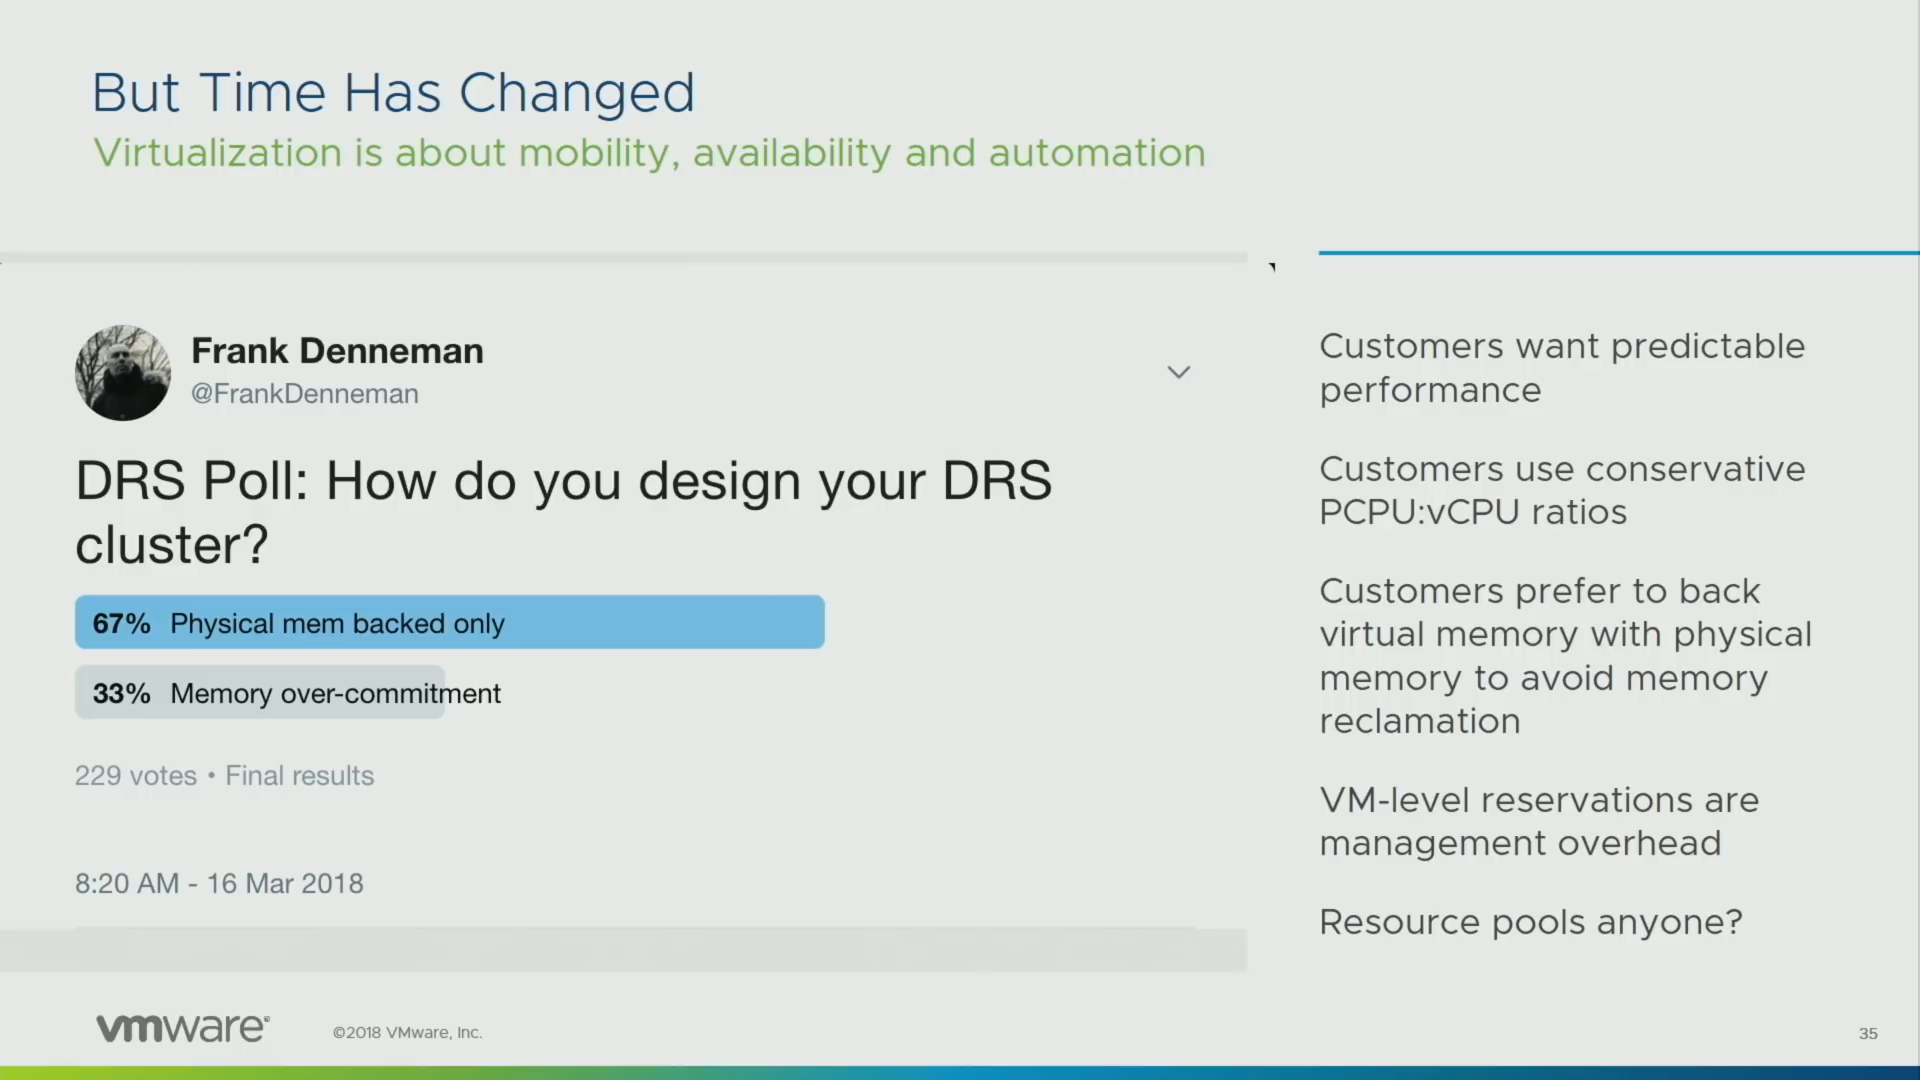 But Time Has Changed
Virtualization is about mobility, availability and automation
Frank Denneman
@FrankDenneman
DRS Poll: How do you design your DRS
cluster?
67% Physical mem backed only
33% Memory over-commitment
229 votes • Final results
8:20 AM - 16 Mar 2018
Customers want predictable
performance
Customers use conservative
PCPU:vCPU ratios
Customers prefer to back
virtual memory with physical
memory to avoid memory
reclamation
VM-level reservations are
management overhead
Resource pools anyone?
vmware®
©2018 VMware, Inc.
35